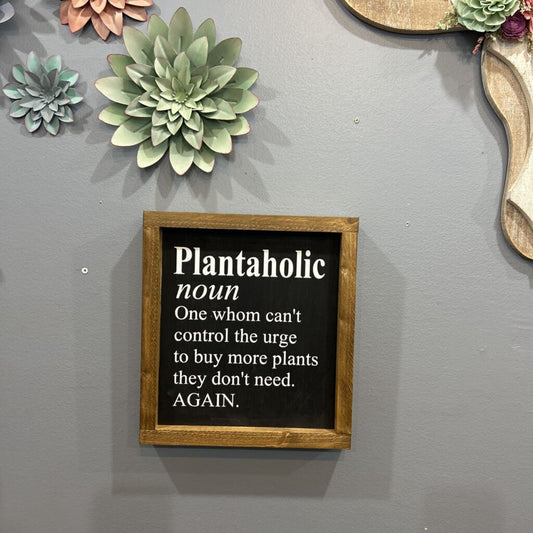 Plantaholic
noun
One whom can't
control the urge
to buy more plants
they don't need.
AGAIN.